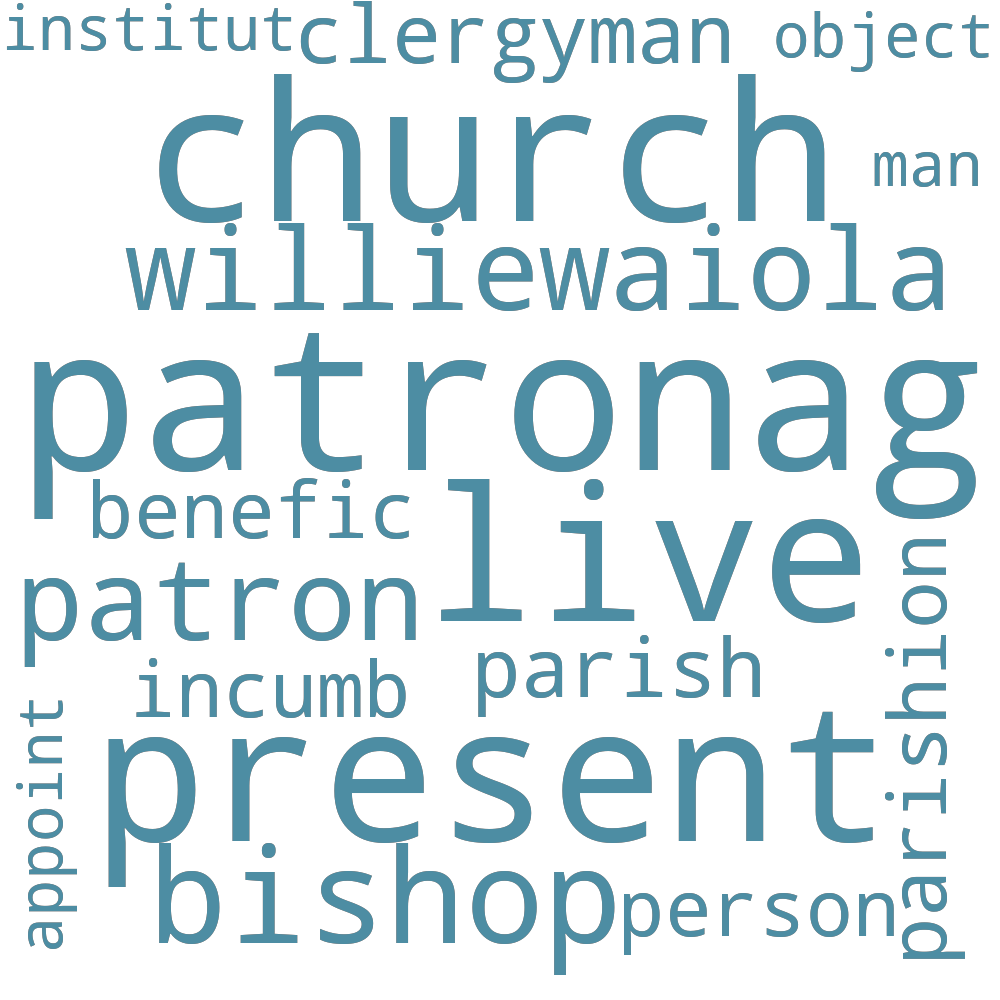 institut clergyman object
church
man
williewaiola
patronag
benefic
live
patron
parishion
parish
incumb
appoint
present
bishop
person